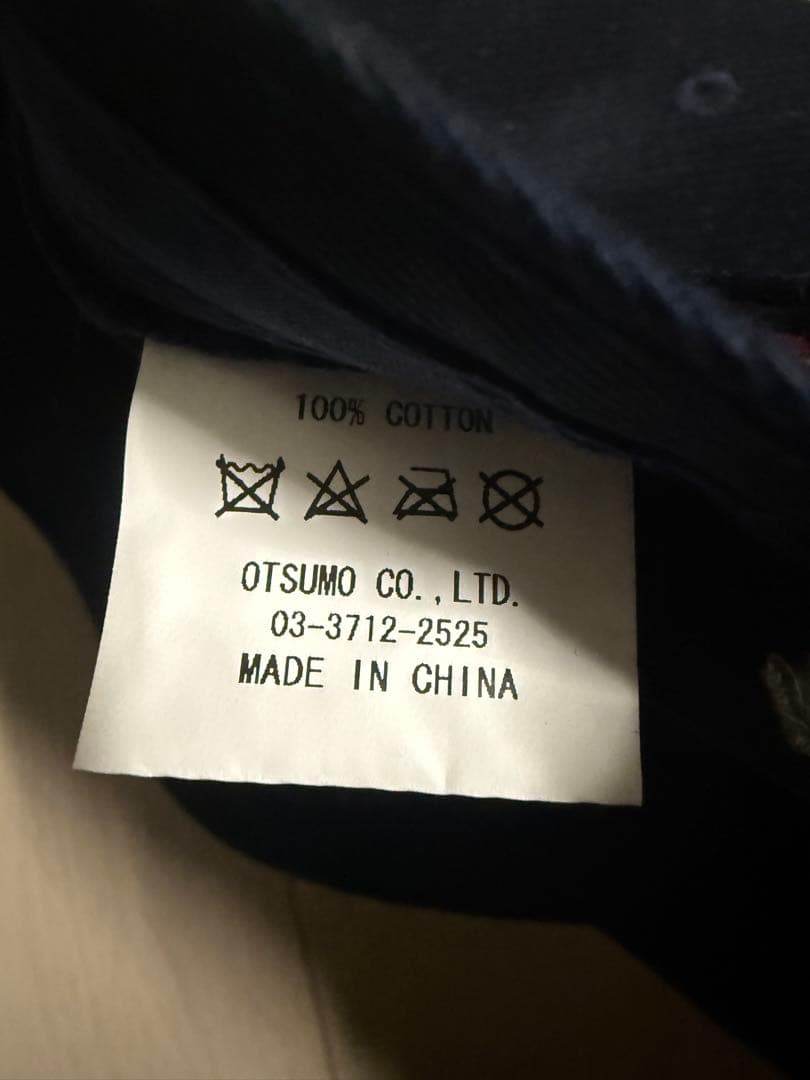 100% COTTON
OTSUMO CO.,LTD.
03-3712-2525
MADE IN CHINA